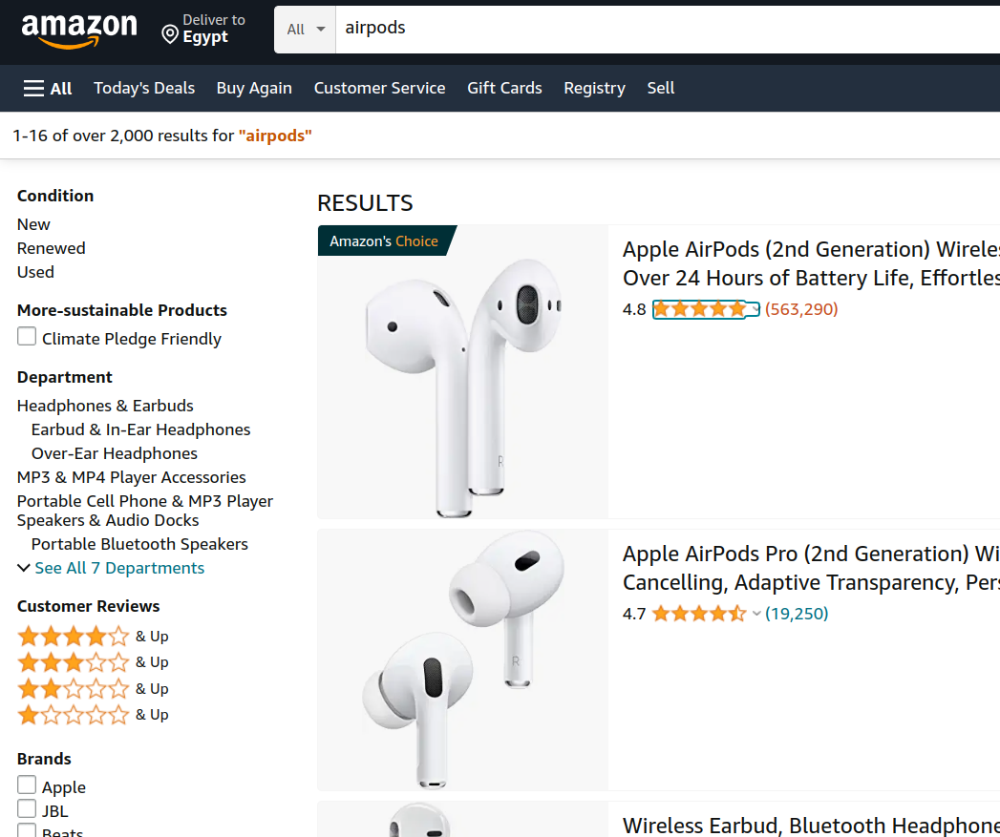 amazon
Deliver to
Egypt
All
airpods
All
Today's Deals
Buy Again
Customer Service
Gift Cards
Registry
Sell
1-16 of over 2,000 results for "airpods"
Condition
New
Renewed
Used
More-sustainable Products
Climate Pledge Friendly
Department
Headphones & Earbuds
Earbud & In-Ear Headphones
Over-Ear Headphones
MP3 & MP4 Player Accessories
Portable Cell Phone & MP3 Player
Speakers & Audio Docks
Portable Bluetooth Speakers
See All 7 Departments
Customer Reviews
& Up
& Up
& Up
& Up
Brands
Apple
JBL
Beats
RESULTS
Amazon's Choice
R
Apple AirPods (2nd Generation) Wireles
Over 24 Hours of Battery Life, Effortles
4.8 (563,290)
R
Apple AirPods Pro (2nd Generation) Wi
Cancelling, Adaptive Transparency, Pers
4.7 (19,250)
Wireless Earbud, Bluetooth Headphone